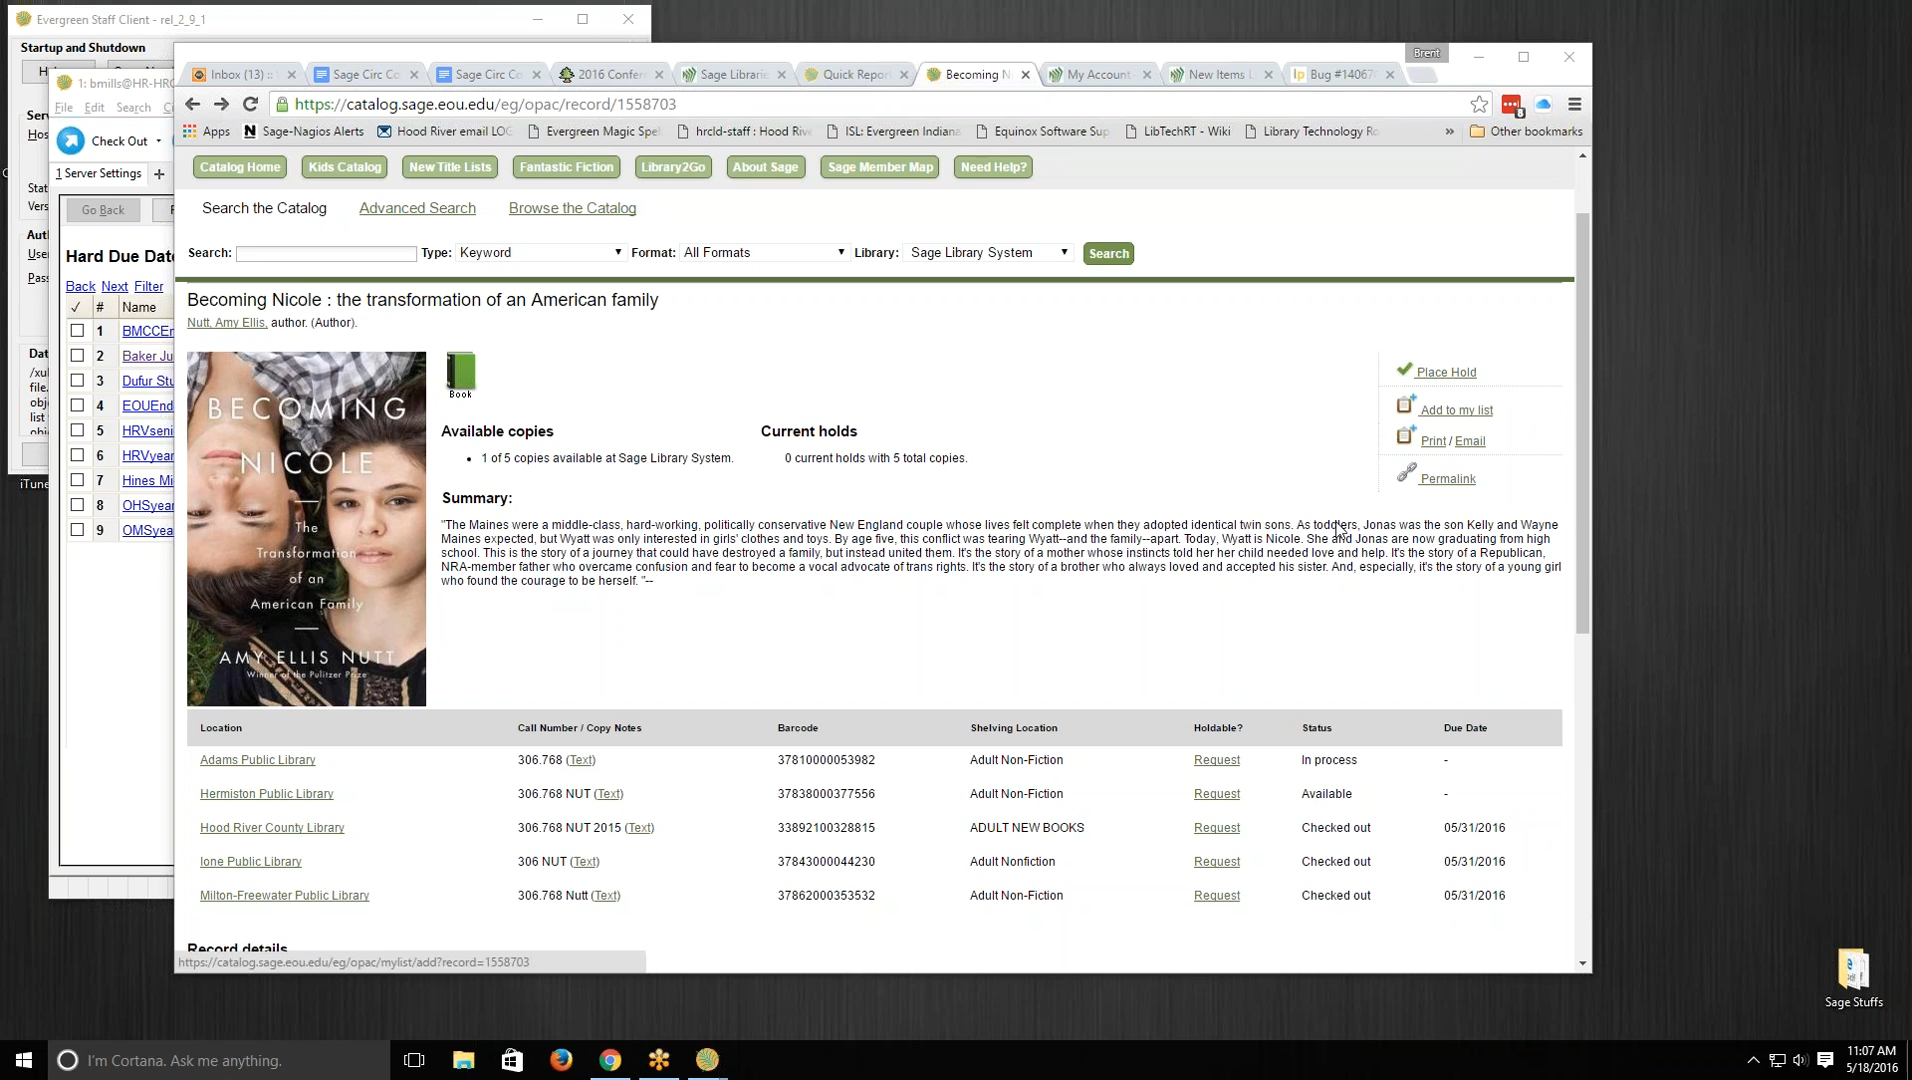 Evergreen Staff Client - rel_2_9_1
Startup and Shutdown
1: bmills@HR-HRC
File Edit Search
Check Out
1 Server Settings +
Go Back
Hard Due Date
Back Next Filter
✓ # Name
1 BMCCEn
2 Baker Ju
3 Dufur Stu
4 EOUEnd
5 HRVseni
6 HRVyear
7 Hines Mi
8 OHSyea
9 OMSyea
Brent
Inbox (13) ::
Sage Circ Co
Sage Circ Co
2016 Confer
Sage Librarie
Quick Repor
Becoming N
My Account
New Items L
Bug #14067
https://catalog.sage.eou.edu/eg/opac/record/1558703
Apps
Sage-Nagios Alerts
Hood River email LOG
Evergreen Magic Spel
hrcld-staff : Hood Rive
ISL: Evergreen Indiana
Equinox Software Sup
LibTechRT - Wiki
Library Technology Ro
»
Other bookmarks
Catalog Home
Kids Catalog
New Title Lists
Fantastic Fiction
Library2Go
About Sage
Sage Member Map
Need Help?
Search the Catalog Advanced Search Browse the Catalog
Search: Type: Keyword Format: All Formats Library: Sage Library System Search
Becoming Nicole : the transformation of an American family
Nutt, Amy Ellis, author. (Author).
BECOMING
NICOLE
The
Transformation
of an
American Family
AMY ELLIS NUTT
Winner of the Pulitzer Prize
Book
Available copies
1 of 5 copies available at Sage Library System.
Current holds
0 current holds with 5 total copies.
Place Hold
Add to my list
Print / Email
Permalink
Summary:
"The Maines were a middle-class, hard-working, politically conservative New England couple whose lives felt complete when they adopted identical twin sons. As toddlers, Jonas was the son Kelly and Wayne
Maines expected, but Wyatt was only interested in girls' clothes and toys. By age five, this conflict was tearing Wyatt--and the family--apart. Today, Wyatt is Nicole. She and Jonas are now graduating from high
school. This is the story of a journey that could have destroyed a family, but instead united them. It's the story of a mother whose instincts told her her child needed love and help. It's the story of a Republican,
NRA-member father who overcame confusion and fear to become a vocal advocate of trans rights. It's the story of a brother who always loved and accepted his sister. And, especially, it's the story of a young girl
who found the courage to be herself. "--
Location Call Number / Copy Notes Barcode Shelving Location Holdable? Status Due Date
Adams Public Library 306.768 (Text) 37810000053982 Adult Non-Fiction Request In process -
Hermiston Public Library 306.768 NUT (Text) 37838000377556 Adult Non-Fiction Request Available -
Hood River County Library 306.768 NUT 2015 (Text) 33892100328815 ADULT NEW BOOKS Request Checked out 05/31/2016
Ione Public Library 306 NUT (Text) 37843000044230 Adult Nonfiction Request Checked out 05/31/2016
Milton-Freewater Public Library 306.768 Nutt (Text) 37862000353532 Adult Non-Fiction Request Checked out 05/31/2016
Record details
https://catalog.sage.eou.edu/eg/opac/mylist/add?record=1558703
Sage Stuffs
I'm Cortana. Ask me anything.
11:07 AM
5/18/2016